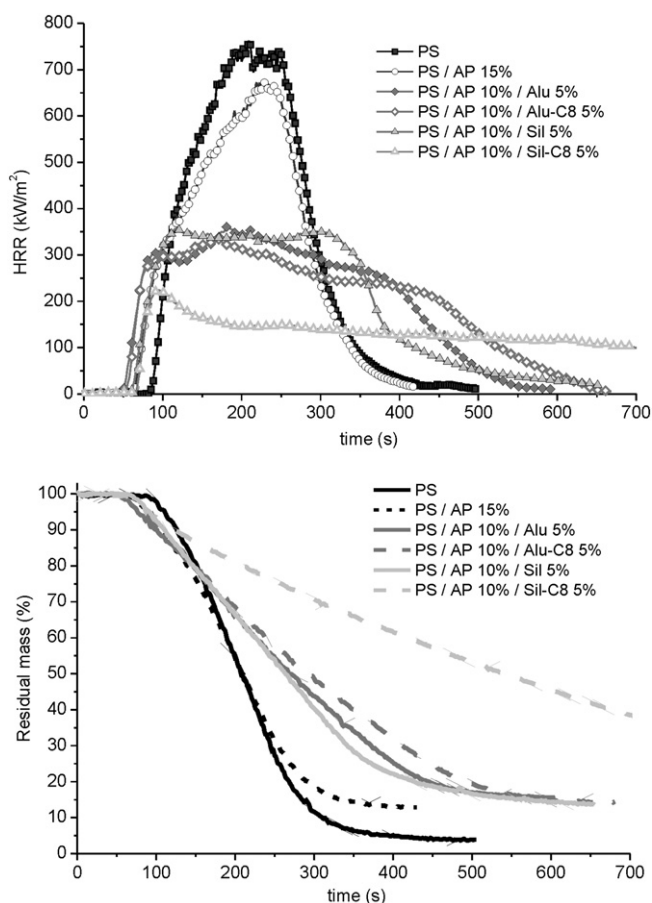 800
700
600
500
400
300
200
100
0
HRR (kW/m²)
PS
PS / AP 15%
PS / AP 10% / Alu 5%
PS / AP 10% / Alu-C8 5%
PS / AP 10% / Sil 5%
PS / AP 10% / Sil-C8 5%
0 100 200 300 400 500 600 700
time (s)
100
90
80
70
60
50
40
30
20
10
0
Residual mass (%)
PS
PS / AP 15%
PS / AP 10% / Alu 5%
PS / AP 10% / Alu-C8 5%
PS / AP 10% / Sil 5%
PS / AP 10% / Sil-C8 5%
0 100 200 300 400 500 600 700
time (s)